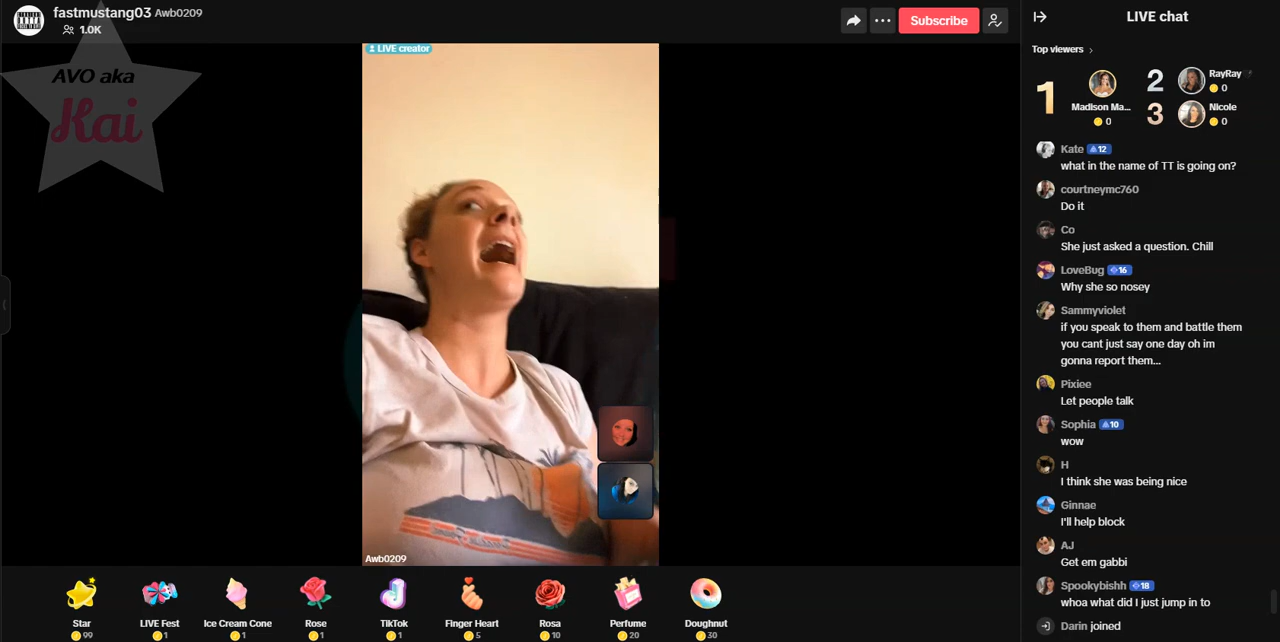 fastmustang03 Awb0209
1.0K
Subscribe
LIVE chat
AVO aka
Kai
LIVE creator
Awb0209
Top viewers
1
Madison Ma...
0
2
RayRay
0
3
Nicole
0
Kate 12
what in the name of TT is going on?
courtneymc760
Do it
Co
She just asked a question. Chill
LoveBug 16
Why she so nosey
Sammyviolet
if you speak to them and battle them
you cant just say one day oh im
gonna report them...
Pixiee
Let people talk
Sophia 10
wow
H
I think she was being nice
Ginnae
I'll help block
AJ
Get em gabbi
Spookybishh 18
whoa what did I just jump in to
Darin joined
Star
99
LIVE Fest
1
Ice Cream Cone
1
Rose
1
TikTok
1
Finger Heart
5
Rosa
10
Perfume
20
Doughnut
30